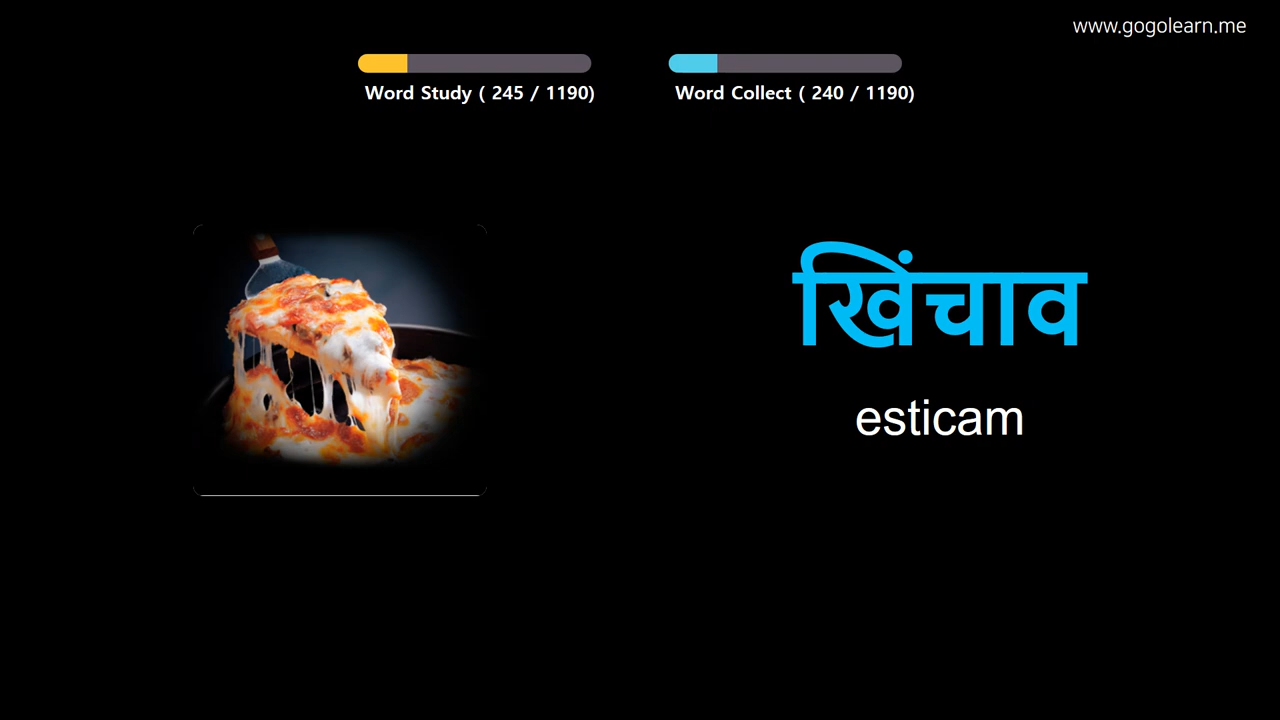 www.gogolearn.me
Word Study ( 245 / 1190)
Word Collect ( 240 / 1190)
खिंचाव
esticam